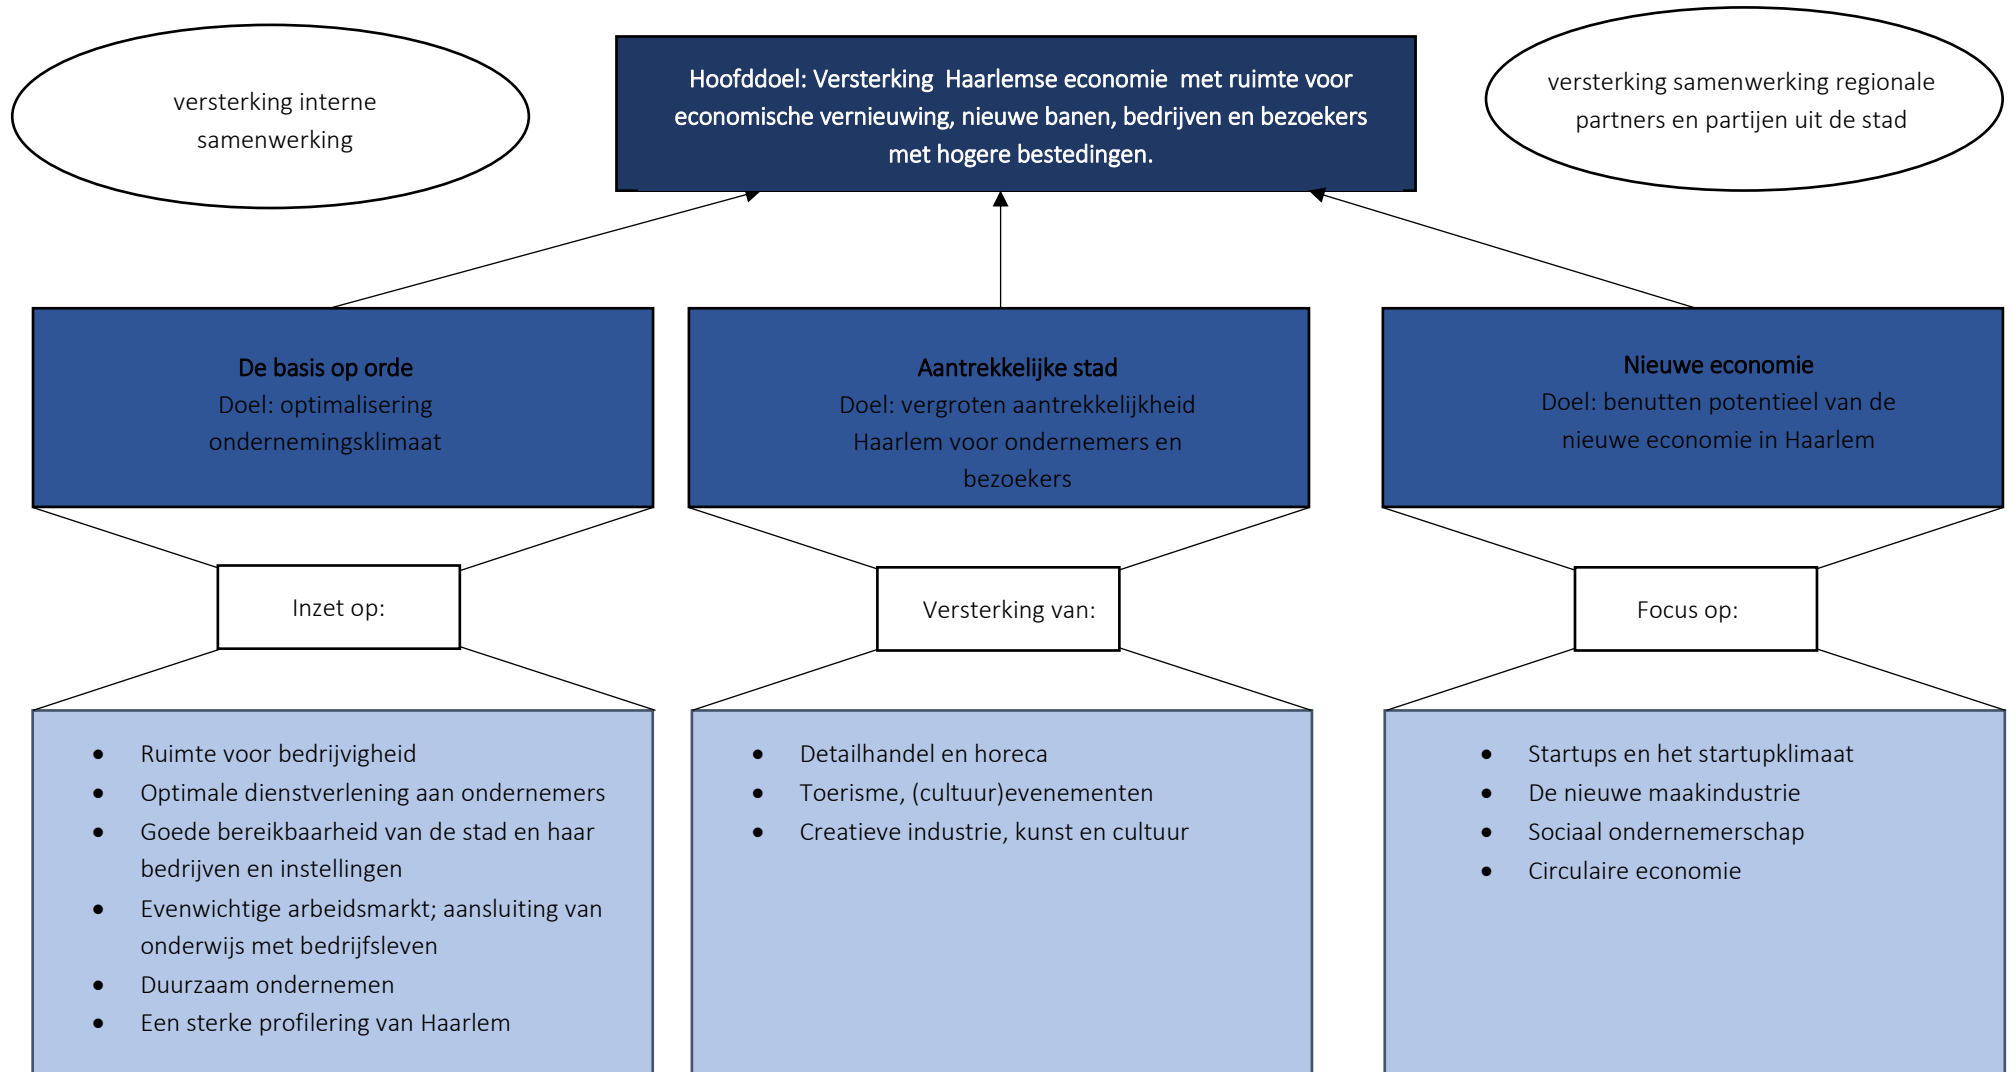 versterking interne
samenwerking
Hoofddoel: Versterking  Haarlemse economie  met ruimte voor
economische vernieuwing, nieuwe banen, bedrijven en bezoekers
met hogere bestedingen.
versterking samenwerking regionale
partners en partijen uit de stad
De basis op orde
Doel: optimalisering
ondernemingsklimaat
Aantrekkelijke stad
Doel: vergroten aantrekkelijkheid
Haarlem voor ondernemers en
bezoekers
Nieuwe economie
Doel: benutten potentieel van de
nieuwe economie in Haarlem
Inzet op:
Versterking van:
Focus op:
• Ruimte voor bedrijvigheid
• Optimale dienstverlening aan ondernemers
• Goede bereikbaarheid van de stad en haar
bedrijven en instellingen
• Evenwichtige arbeidsmarkt; aansluiting van
onderwijs met bedrijfsleven
• Duurzaam ondernemen
• Een sterke profilering van Haarlem
• Detailhandel en horeca
• Toerisme, (cultuur)evenementen
• Creatieve industrie, kunst en cultuur
• Startups en het startupklimaat
• De nieuwe maakindustrie
• Sociaal ondernemerschap
• Circulaire economie